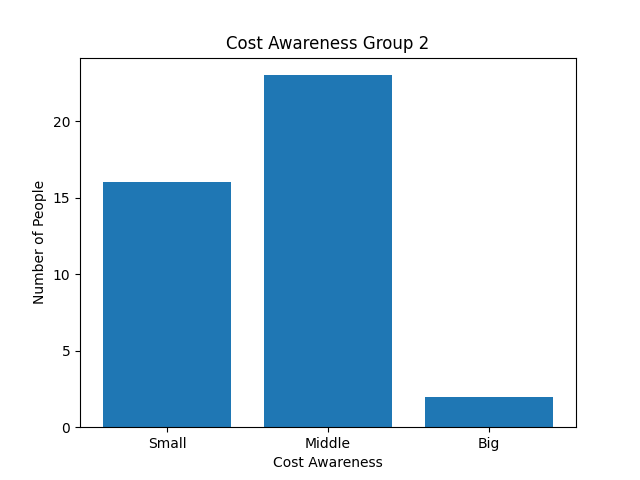 Cost Awareness Group 2
Number of People
20
15
10
5
0
Small Middle Big
Cost Awareness